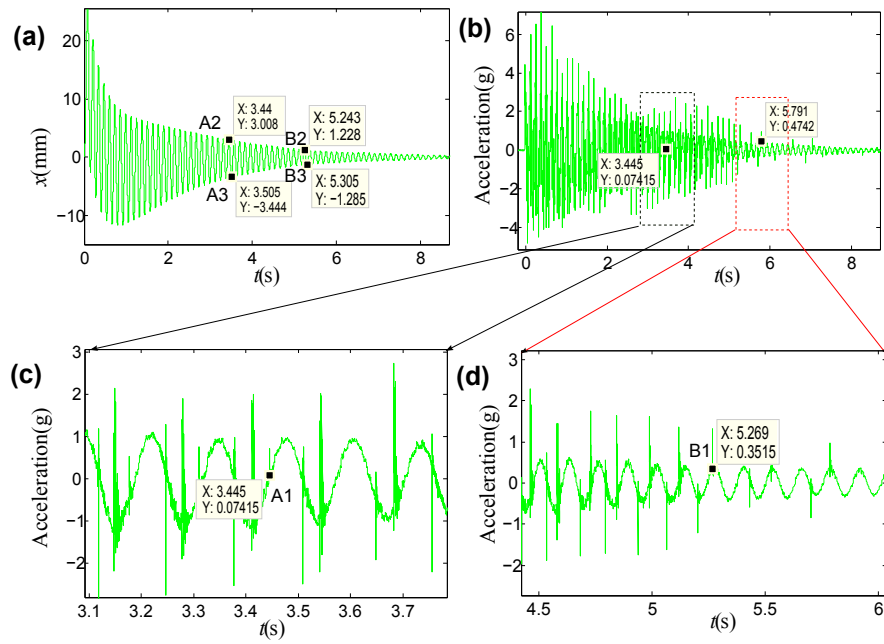 (a)
20
10
0
−10
x(mm)
A2
X: 3.44
Y: 3.008
B2
X: 5.243
Y: 1.228
A3
X: 3.505
Y: −3.444
B3
X: 5.305
Y: −1.285
0 2 4 6 8
t(s)
(b)
6
4
2
0
−2
−4
Acceleration(g)
X: 3.445
Y: 0.07415
X: 5.791
Y: 0.4742
0 2 4 6 8
t(s)
(c)
3
2
1
0
−1
−2
Acceleration(g)
X: 3.445
Y: 0.07415
A1
3.1 3.2 3.3 3.4 3.5 3.6 3.7
t(s)
(d)
3
2
1
0
−1
−2
Acceleration(g)
B1
X: 5.269
Y: 0.3515
4.5 5 5.5 6
t(s)